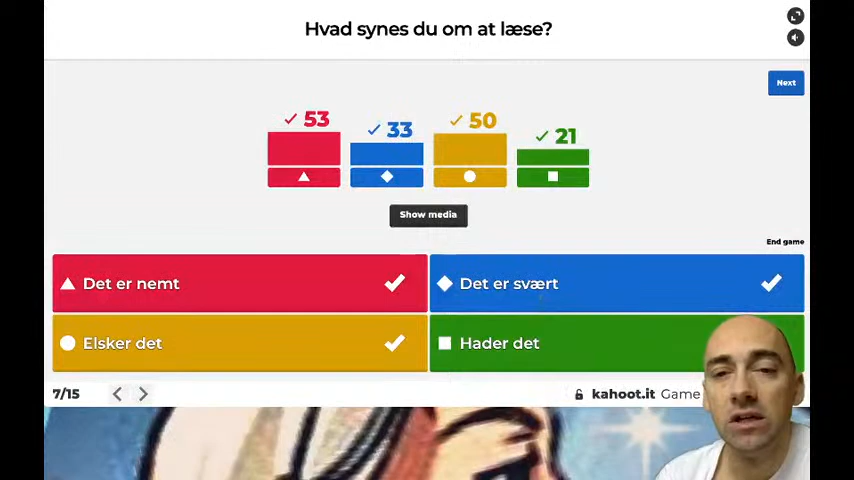 Hvad synes du om at læse?
Next
53
33
50
21
Show media
End game
Det er nemt
Det er svært
Elsker det
Hader det
7/15
kahoot.it Game